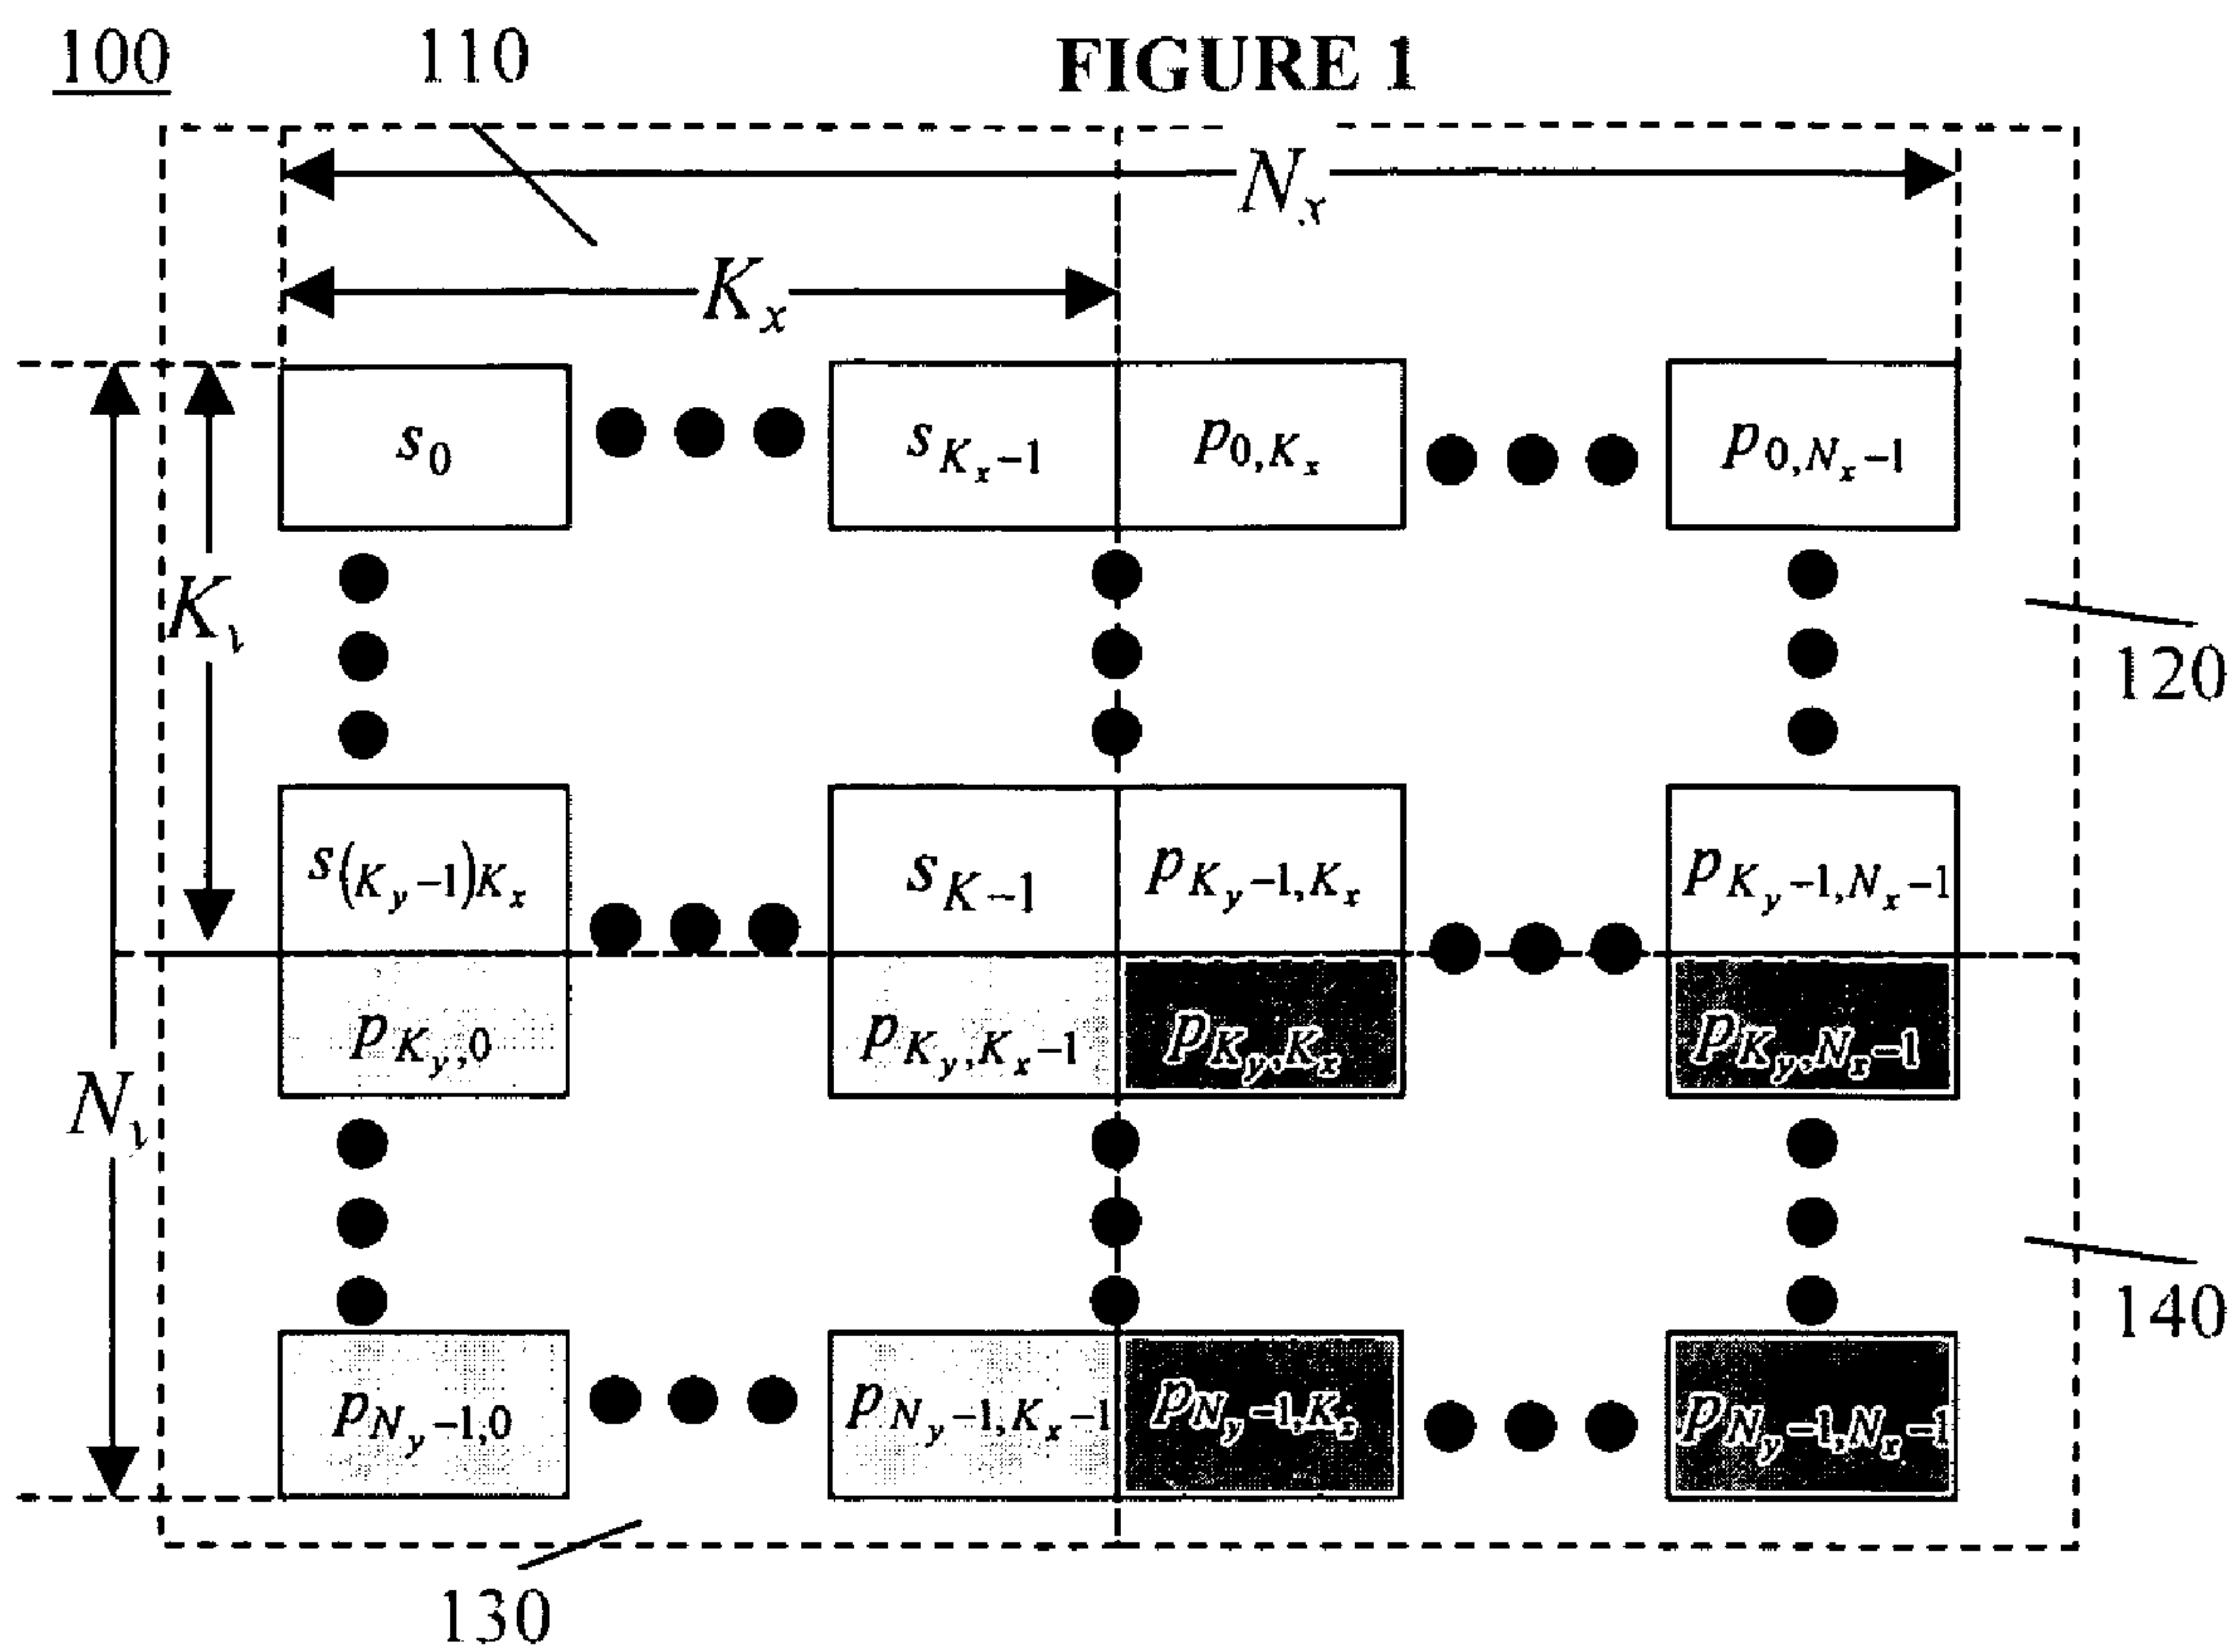 100 110 FIGURE 1
N_x
K_x
s_0 s_{K_x-1} p_{0,K_x} p_{0,N_x-1}
K_y
120
s_{(K_y-1)K_x} s_{K-1} p_{K_y-1,K_x} p_{K_y-1,N_x-1}
p_{K_y,0} p_{K_y,K_x-1} p_{K_y,K_x} p_{K_y,N_x-1}
N_y
140
p_{N_y-1,0} p_{N_y-1,K_x-1} p_{N_y-1,K_x} p_{N_y-1,N_x-1}
130